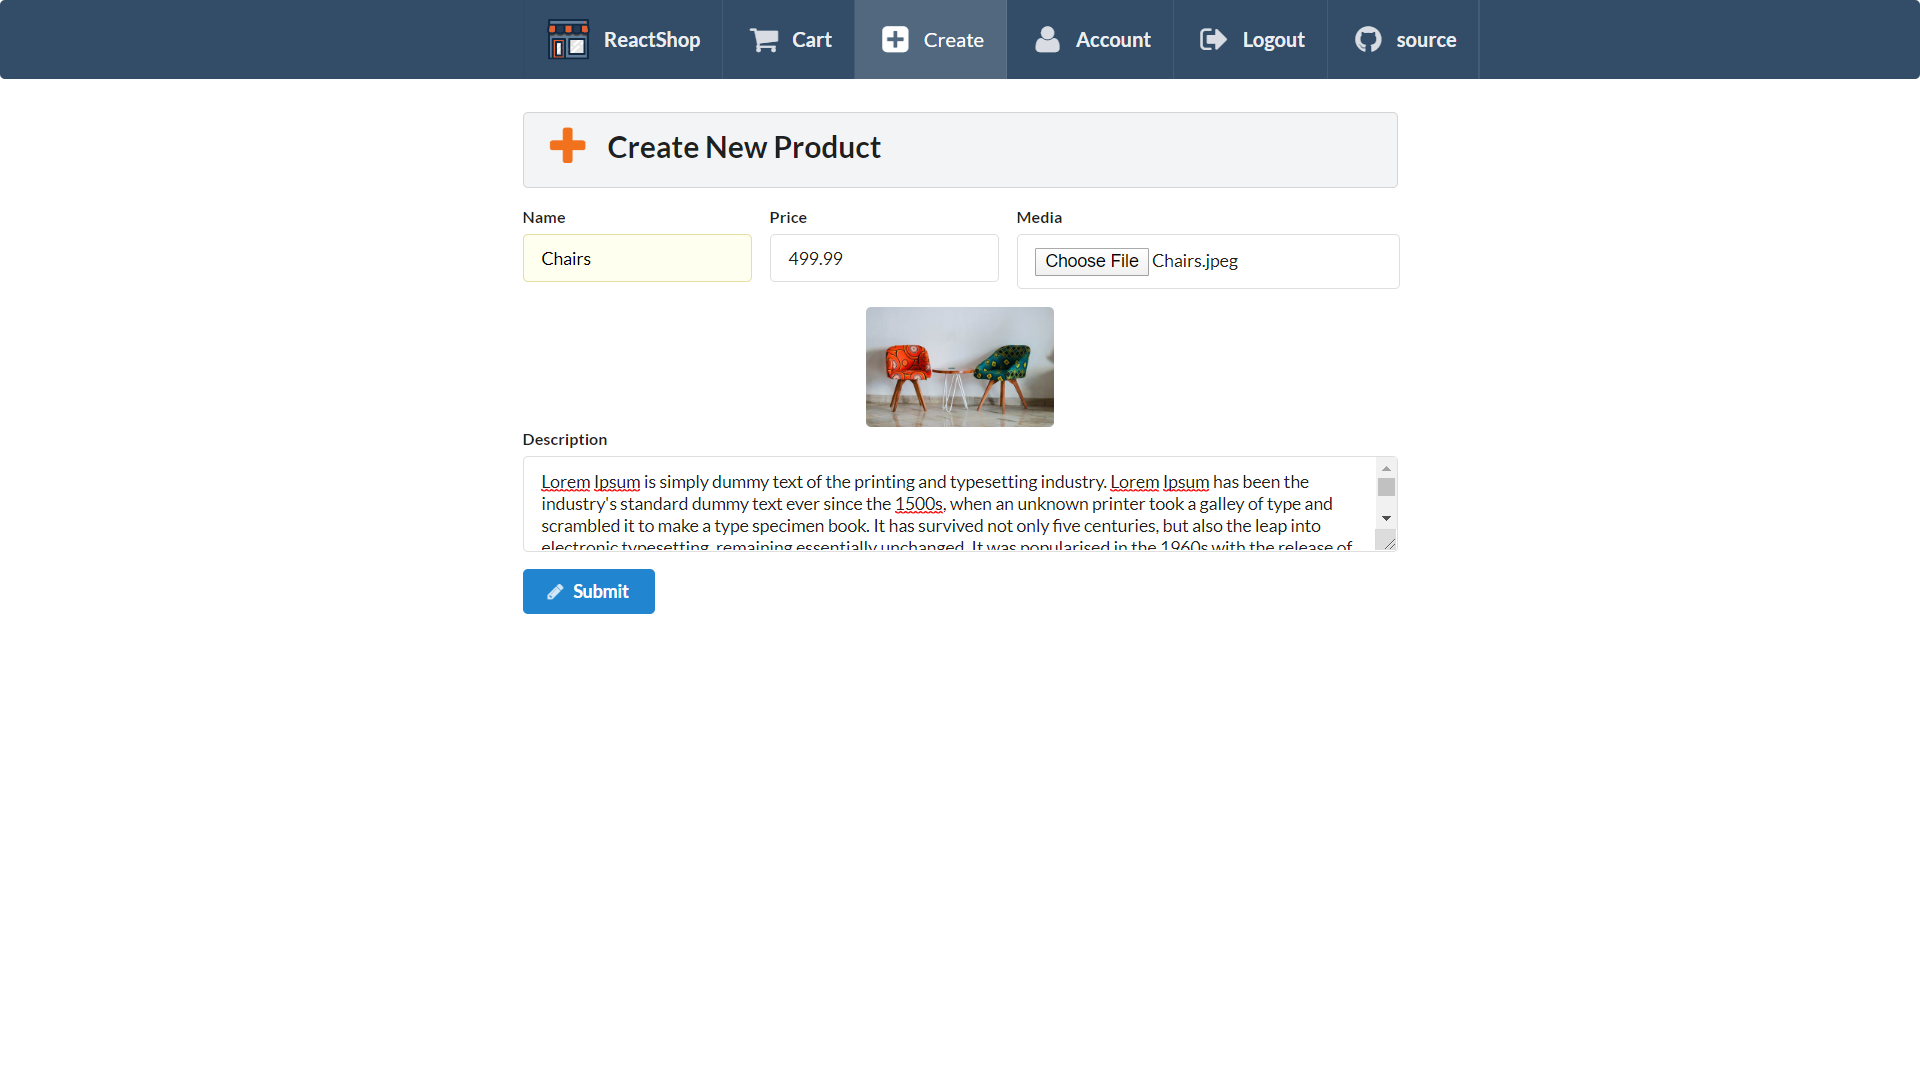 ReactShop
Cart
Create
Account
Logout
source
Create New Product
Name
Price
Media
Chairs
499.99
Choose File Chairs.jpeg
Description
Lorem Ipsum is simply dummy text of the printing and typesetting industry. Lorem Ipsum has been the
industry's standard dummy text ever since the 1500s, when an unknown printer took a galley of type and
scrambled it to make a type specimen book. It has survived not only five centuries, but also the leap into
electronic typesetting, remaining essentially unchanged. It was popularised in the 1960s with the release of
Submit